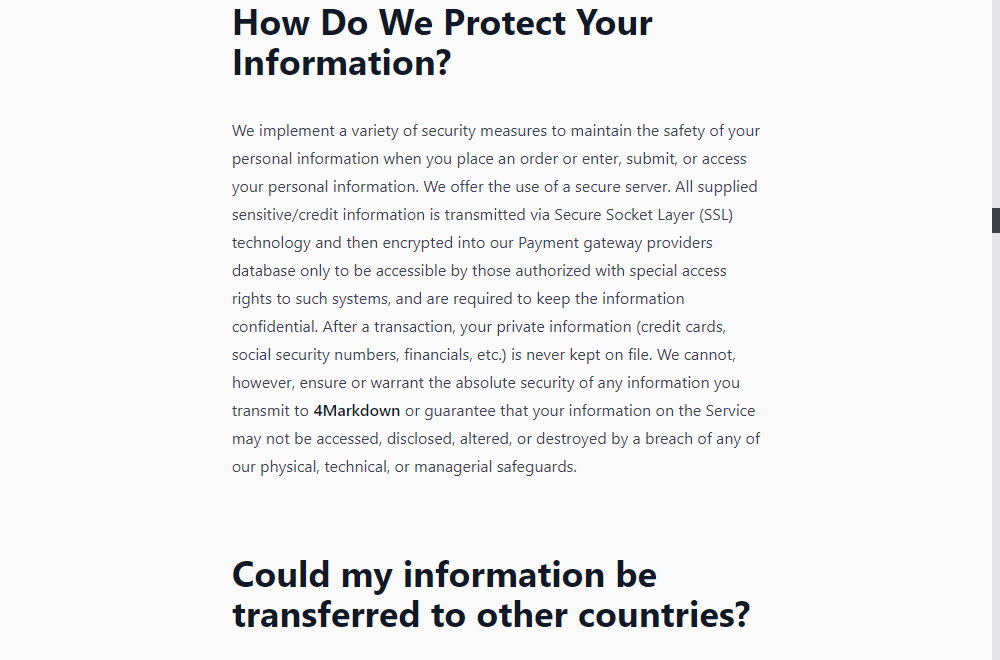 How Do We Protect Your
Information?
We implement a variety of security measures to maintain the safety of your
personal information when you place an order or enter, submit, or access
your personal information. We offer the use of a secure server. All supplied
sensitive/credit information is transmitted via Secure Socket Layer (SSL)
technology and then encrypted into our Payment gateway providers
database only to be accessible by those authorized with special access
rights to such systems, and are required to keep the information
confidential. After a transaction, your private information (credit cards,
social security numbers, financials, etc.) is never kept on file. We cannot,
however, ensure or warrant the absolute security of any information you
transmit to 4Markdown or guarantee that your information on the Service
may not be accessed, disclosed, altered, or destroyed by a breach of any of
our physical, technical, or managerial safeguards.
Could my information be
transferred to other countries?